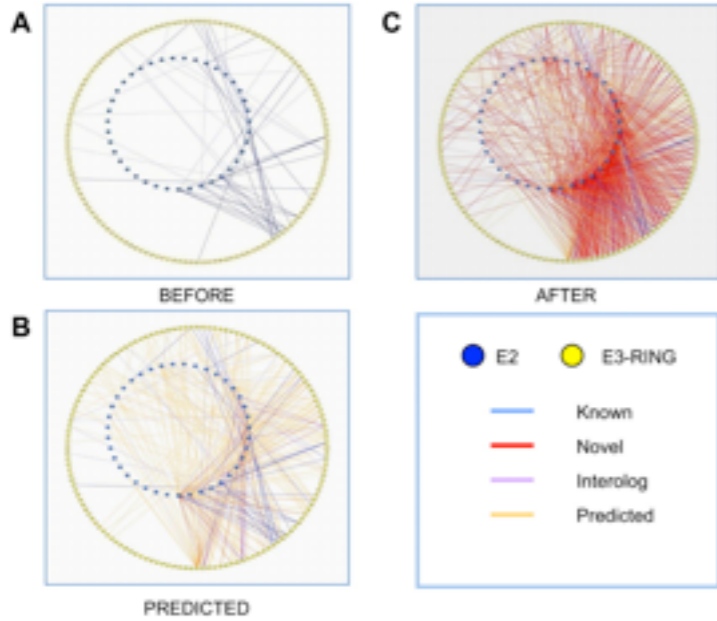 A
BEFORE
B
PREDICTED
C
AFTER
E2 E3-RING
Known
Novel
Interolog
Predicted